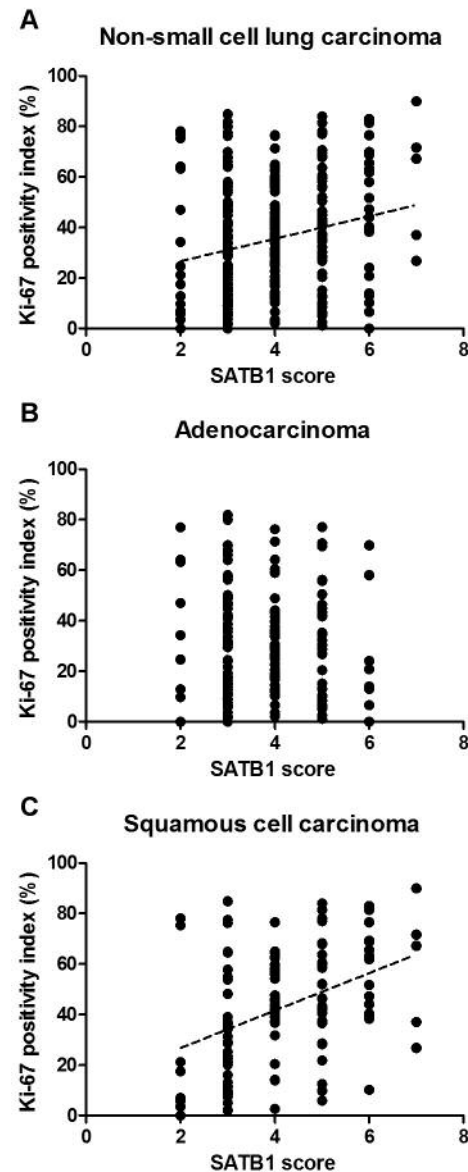 A
Non-small cell lung carcinoma
Ki-67 positivity index (%)
100
80
60
40
20
0
0 2 4 6 8
SATB1 score
B
Adenocarcinoma
Ki-67 positivity index (%)
100
80
60
40
20
0
0 2 4 6 8
SATB1 score
C
Squamous cell carcinoma
Ki-67 positivity index (%)
100
80
60
40
20
0
0 2 4 6 8
SATB1 score